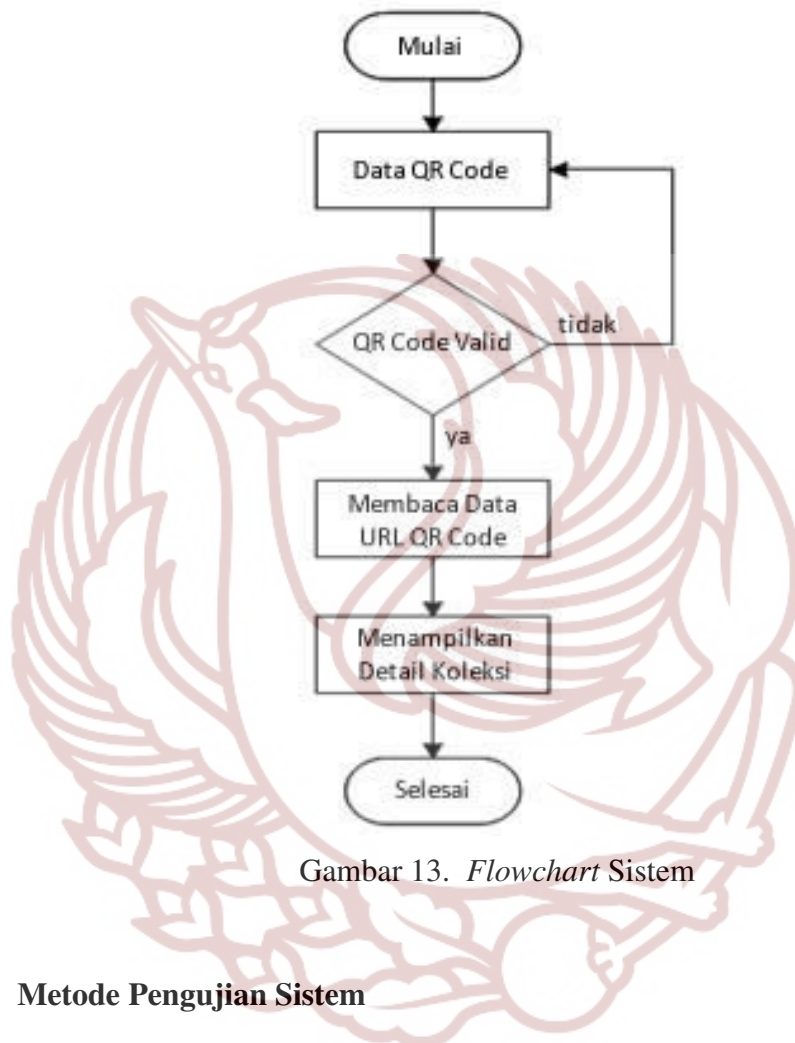 Mulai
Data QR Code
QR Code Valid
tidak
ya
Membaca Data
URL QR Code
Menampilkan
Detail Koleksi
Selesai
Gambar 13. Flowchart Sistem
Metode Pengujian Sistem